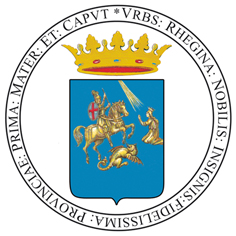 *VRBS: RHEGINA: NOBILIS: INSIGNIS: FIDELISSIMA: PROVINCIAE: PRIMA: MATER: ET: CAPVT